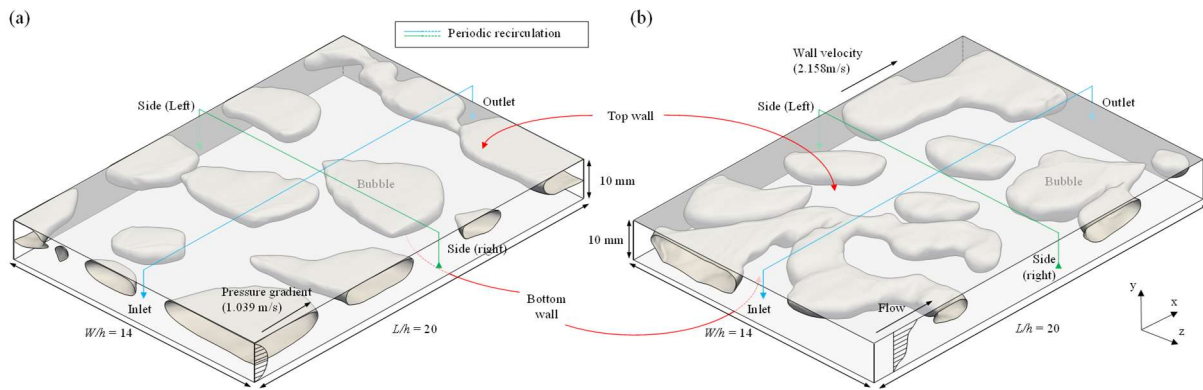 (a)
Periodic recirculation
(b)
Wall velocity
(2.158m/s)
Side (Left)
Outlet
Top wall
Side (Left)
Outlet
Bubble
10 mm
Bubble
Side (right)
10 mm
Side
(right)
Pressure gradient
(1.039 m/s)
Inlet
Bottom
wall
Inlet
Flow
W/h = 14
L/h = 20
W/h = 14
L/h = 20
y
x
z